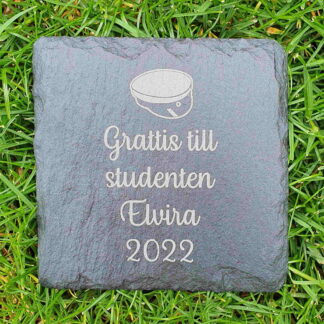 Grattis till
studenten
Elvira
2022